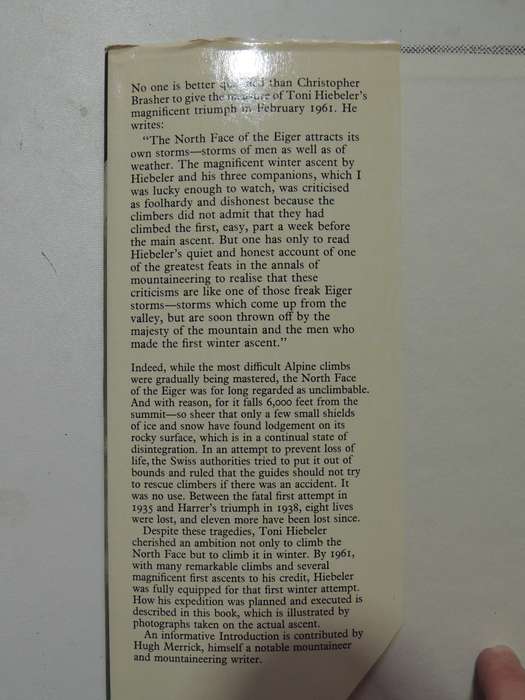 No one is better qualified than Christopher
Brasher to give the measure of Toni Hiebeler's
magnificent triumph in February 1961. He
writes:
"The North Face of the Eiger attracts its
own storms—storms of men as well as of
weather. The magnificent winter ascent by
Hiebeler and his three companions, which I
was lucky enough to watch, was criticised
as foolhardy and dishonest because the
climbers did not admit that they had
climbed the first, easy, part a week before
the main ascent. But one has only to read
Hiebeler's quiet and honest account of one
of the greatest feats in the annals of
mountaineering to realise that these
criticisms are like one of those freak Eiger
storms—storms which come up from the
valley, but are soon thrown off by the
majesty of the mountain and the men who
made the first winter ascent."
Indeed, while the most difficult Alpine climbs
were gradually being mastered, the North Face
of the Eiger was for long regarded as unclimbable.
And with reason, for it falls 6,000 feet from the
summit—so sheer that only a few small shields
of ice and snow have found lodgement on its
rocky surface, which is in a continual state of
disintegration. In an attempt to prevent loss of
life, the Swiss authorities tried to put it out of
bounds and ruled that the guides should not try
to rescue climbers if there was an accident. It
was no use. Between the fatal first attempt in
1935 and Harrer's triumph in 1938, eight lives
were lost, and eleven more have been lost since.
Despite these tragedies, Toni Hiebeler
cherished an ambition not only to climb the
North Face but to climb it in winter. By 1961,
with many remarkable climbs and several
magnificent first ascents to his credit, Hiebeler
was fully equipped for that first winter attempt.
How his expedition was planned and executed is
described in this book, which is illustrated by
photographs taken on the actual ascent.
An informative Introduction is contributed by
Hugh Merrick, himself a notable mountaineer
and mountaineering writer.